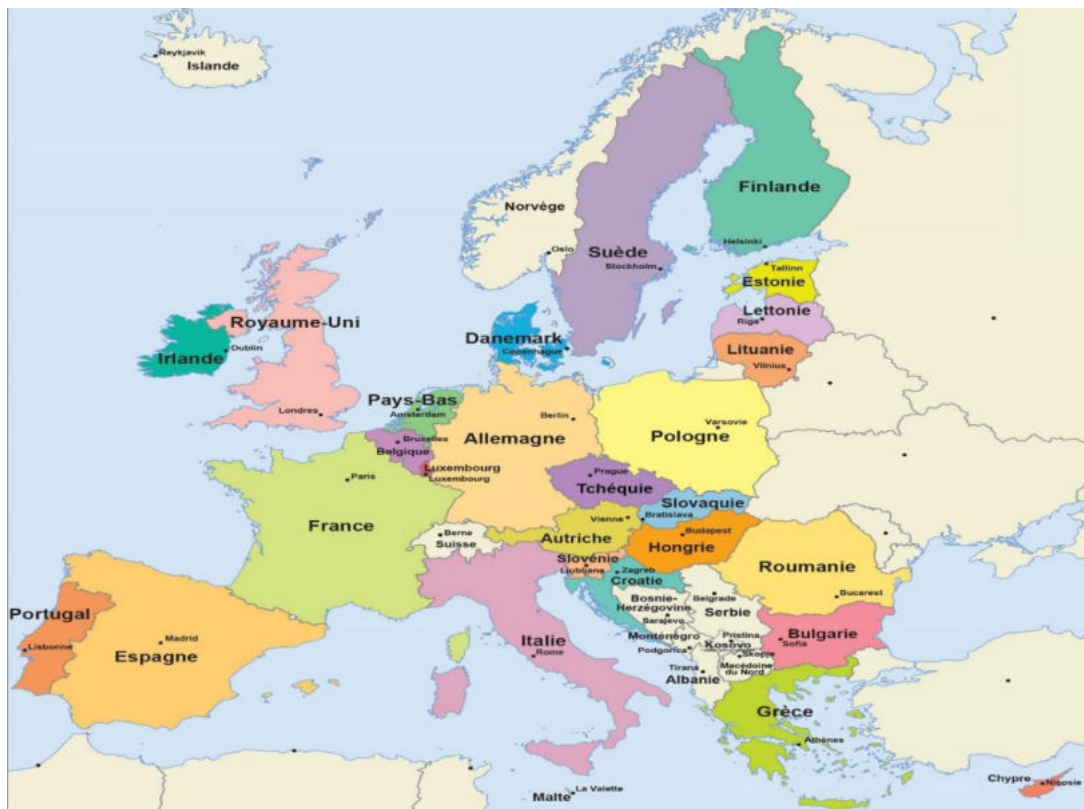 Reykjavik
Islande
Norvège
Oslo
Suède
Stockholm
Finlande
Helsinki
Tallinn
Estonie
Lettonie
Riga
Lituanie
Vilnius
Royaume-Uni
Irlande
Dublin
Londres
Danemark
Copenhague
Pays-Bas
Amsterdam
Bruxelles
Belgique
Luxembourg
Luxembourg
Berlin
Allemagne
Varsovie
Pologne
Prague
Tchéquie
Slovaquie
Bratislava
Vienna
Autriche
Budapest
Hongrie
Paris
France
Berne
Suisse
Slovénie
Ljubljana
Zagreb
Croatie
Roumanie
Bucarest
Bosnie-
Herzégovine
Sarajevo
Belgrade
Serbie
Monténégro
Podgorica
Pristina
Kosovo
Skopje
Macédoine
du Nord
Bulgarie
Sofia
Tirana
Albanie
Portugal
Lisbonne
Madrid
Espagne
Italie
Rome
Grèce
Athènes
Malte
La Valette
Chypre
Nicosie